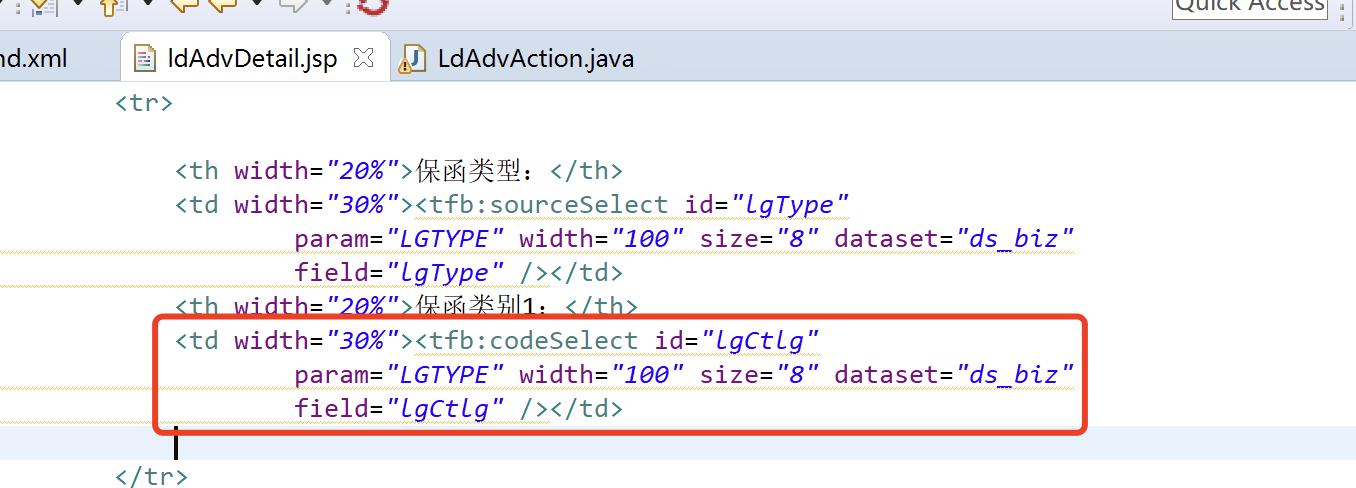 Quick Access
nd.xml
ldAdvDetail.jsp
LdAdvAction.java
<tr>
<th width="20%">保函类型：</th>
<td width="30%"><tfb:sourceSelect id="lgType"
param="LGTYPE" width="100" size="8" dataset="ds_biz"
field="lgType" /></td>
<th width="20%">保函类别1：</th>
<td width="30%"><tfb:codeSelect id="lgCtlg"
param="LGTYPE" width="100" size="8" dataset="ds_biz"
field="lgCtlg" /></td>
</tr>